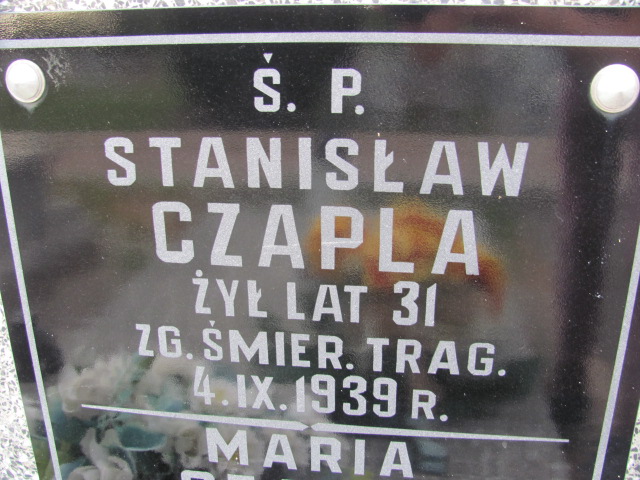 Ś. P.
STANISŁAW
CZAPLA
ŻYŁ LAT 31
ZG. ŚMIER. TRAG.
4.IX.1939 R.
MARIA